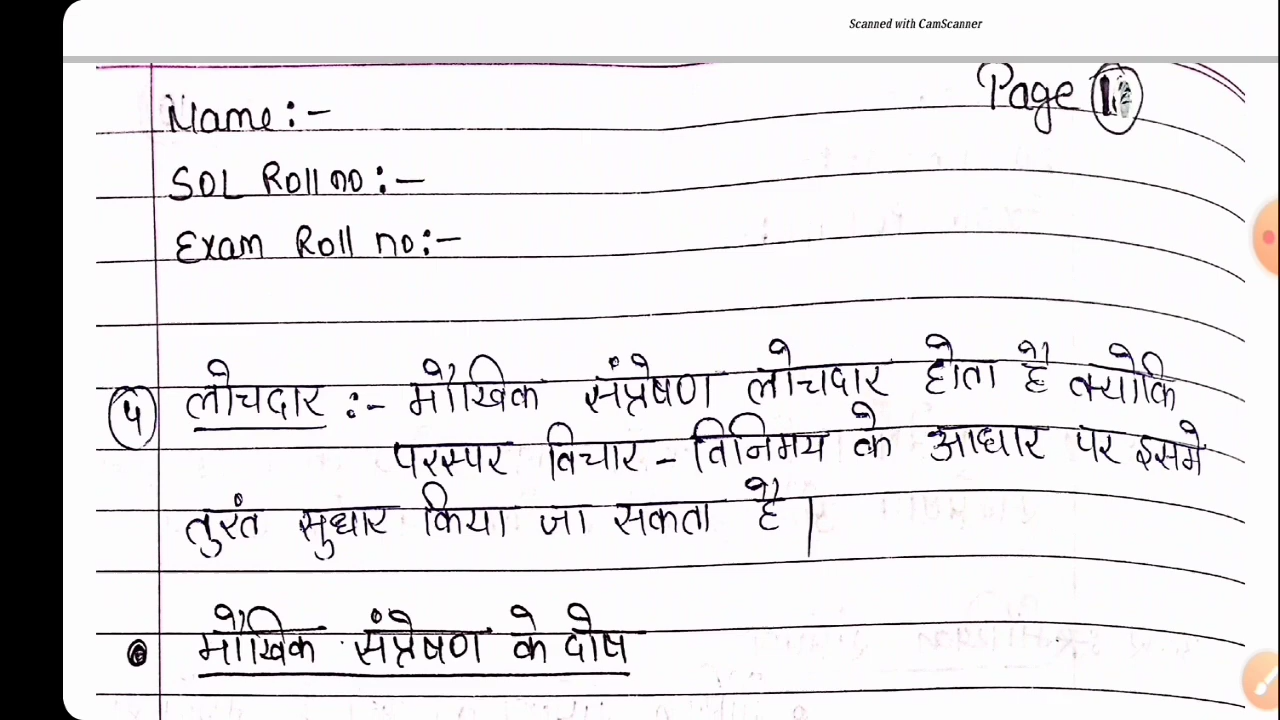 Scanned with CamScanner
Page
Name:-
SOL Roll no:-
Exam Roll no:-
५ लोचदार :- मौखिक संप्रेषण लोचदार होता है क्योकि
परस्पर विचार - विनिमय के आधार पर इसमे
तुरंत सुधार किया जा सकता है |
मौखिक संप्रेषण के दोष